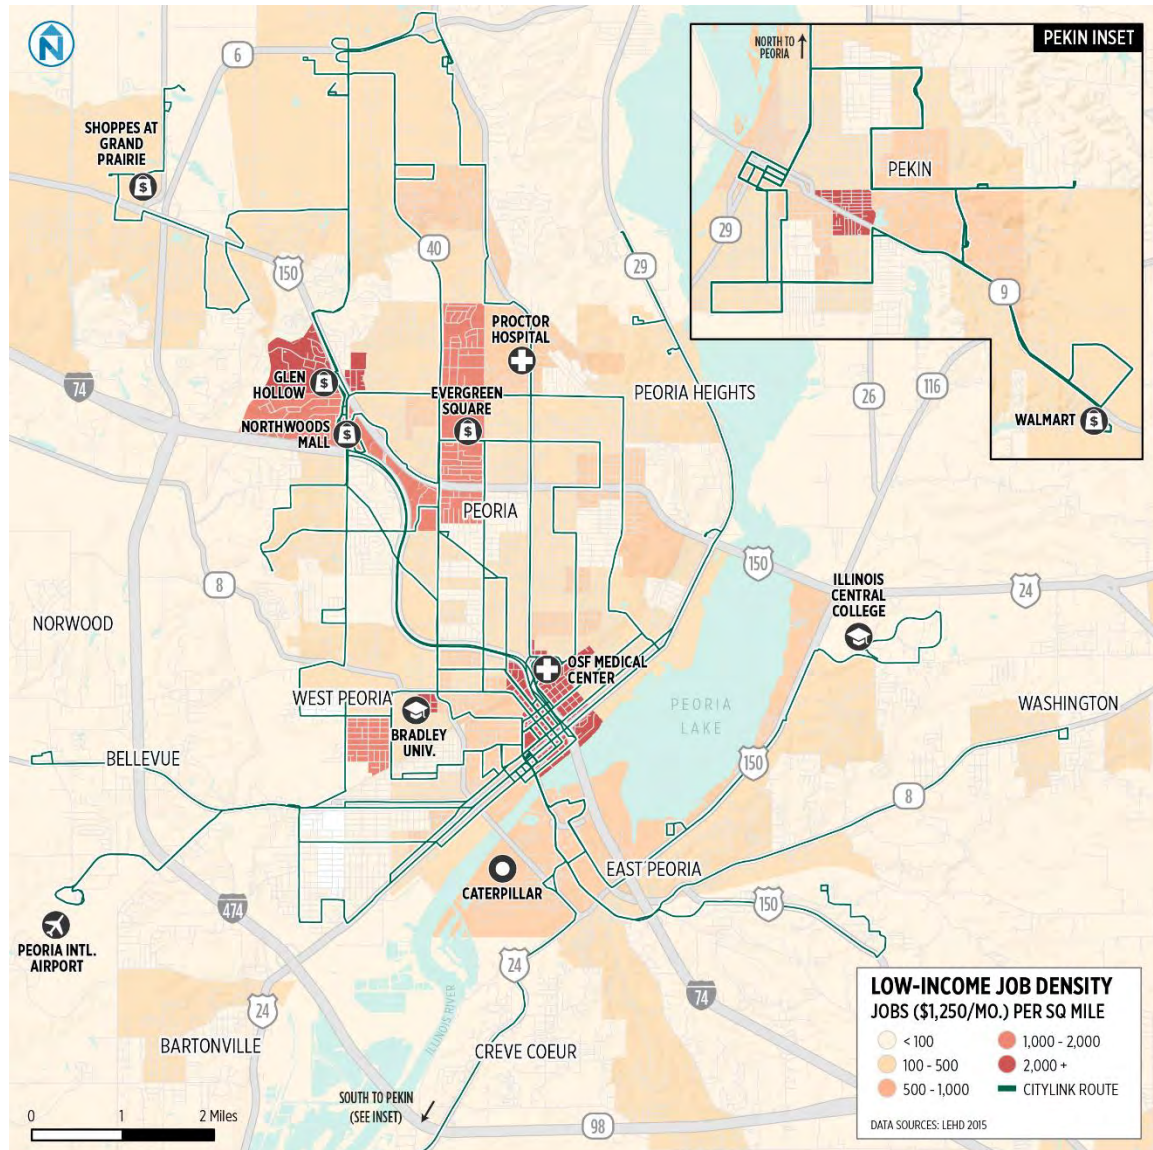 N
6
SHOPPES AT
GRAND
PRAIRIE
$
150
40
29
NORTH TO
PEORIA
PEKIN INSET
PEKIN
29
9
WALMART
$
PROCTOR
HOSPITAL
GLEN
HOLLOW
$
EVERGREEN
SQUARE
$
NORTHWOODS
MALL
$
74
PEORIA HEIGHTS
26
116
PEORIA
150
8
ILLINOIS
CENTRAL
COLLEGE
24
NORWOOD
OSF MEDICAL
CENTER
WEST PEORIA
BRADLEY
UNIV.
PEORIA
LAKE
WASHINGTON
BELLEVUE
150
8
CATERPILLAR
EAST PEORIA
150
474
PEORIA INTL.
AIRPORT
24
24
74
ILLINOIS RIVER
BARTONVILLE
CREVE COEUR
SOUTH TO PEKIN
(SEE INSET)
98
0 1 2 Miles
LOW-INCOME JOB DENSITY
JOBS ($1,250/MO.) PER SQ MILE
< 100
100 - 500
500 - 1,000
1,000 - 2,000
2,000 +
CITYLINK ROUTE
DATA SOURCES: LEHD 2015